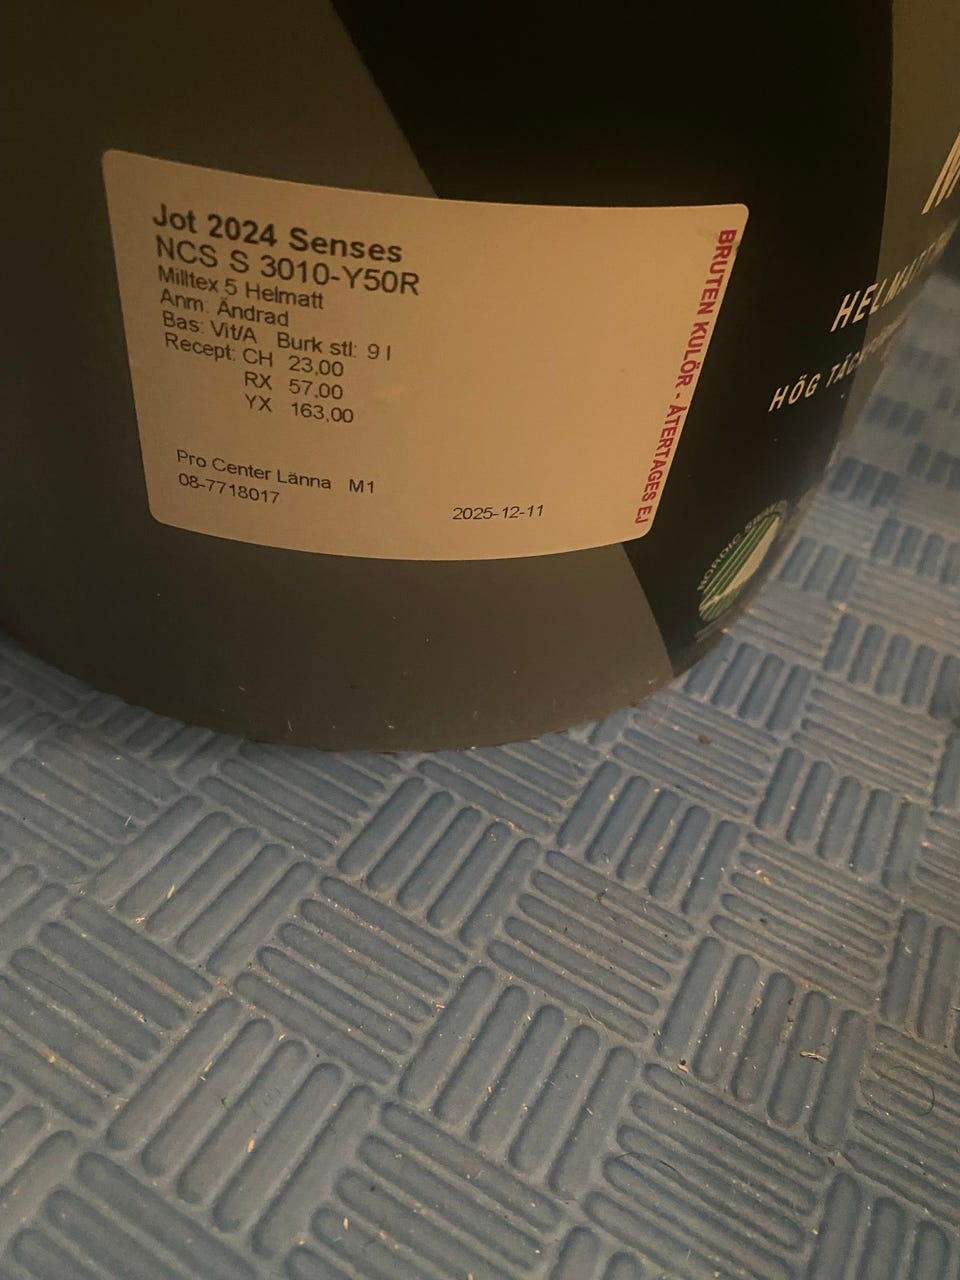 Jot 2024 Senses
NCS S 3010-Y50R
Milltex 5 Helmatt
Anm: Ändrad
Bas: Vit/A Burk stl: 9 l
Recept: CH 23,00
RX 57,00
YX 163,00
Pro Center Länna M1
08-7718017
2025-12-11
BRUTEN KULÖR - ÅTERTAGES EJ
HELMATT
HÖG
NORDIC